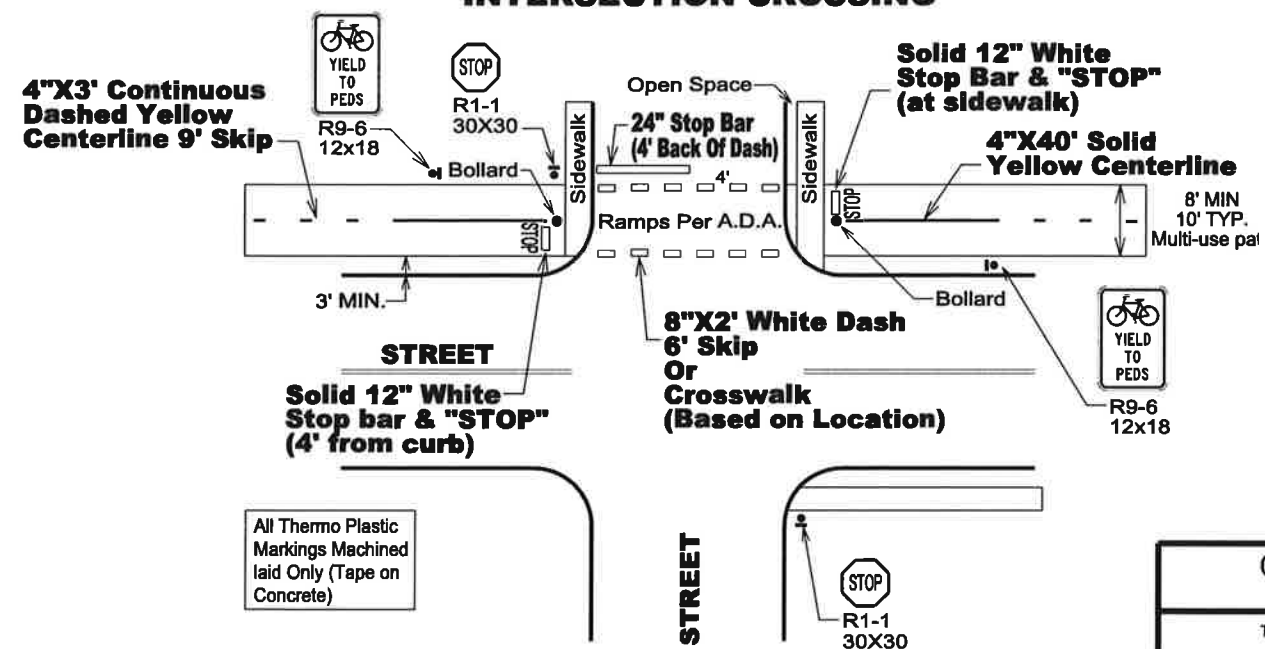 INTERSECTION CROSSING
YIELD
TO
PEDS
R9-6
12x18
STOP
R1-1
30X30
4"X3' Continuous
Dashed Yellow
Centerline 9' Skip
Bollard
Sidewalk
Open Space
24" Stop Bar
(4' Back Of Dash)
4'
Ramps Per A.D.A.
Sidewalk
Solid 12" White
Stop Bar & "STOP"
(at sidewalk)
4"X40' Solid
Yellow Centerline
STOP
STOP
8' MIN
10' TYP.
Multi-use
3' MIN.
Bollard
YIELD
TO
PEDS
R9-6
12x18
STREET
Solid 12" White
Stop bar & "STOP"
(4' from curb)
8"X2' White Dash
6' Skip
Or
Crosswalk
(Based on Location)
All Thermo Plastic
Markings Machined
laid Only (Tape on
Concrete)
STREET
STOP
R1-1
30X30